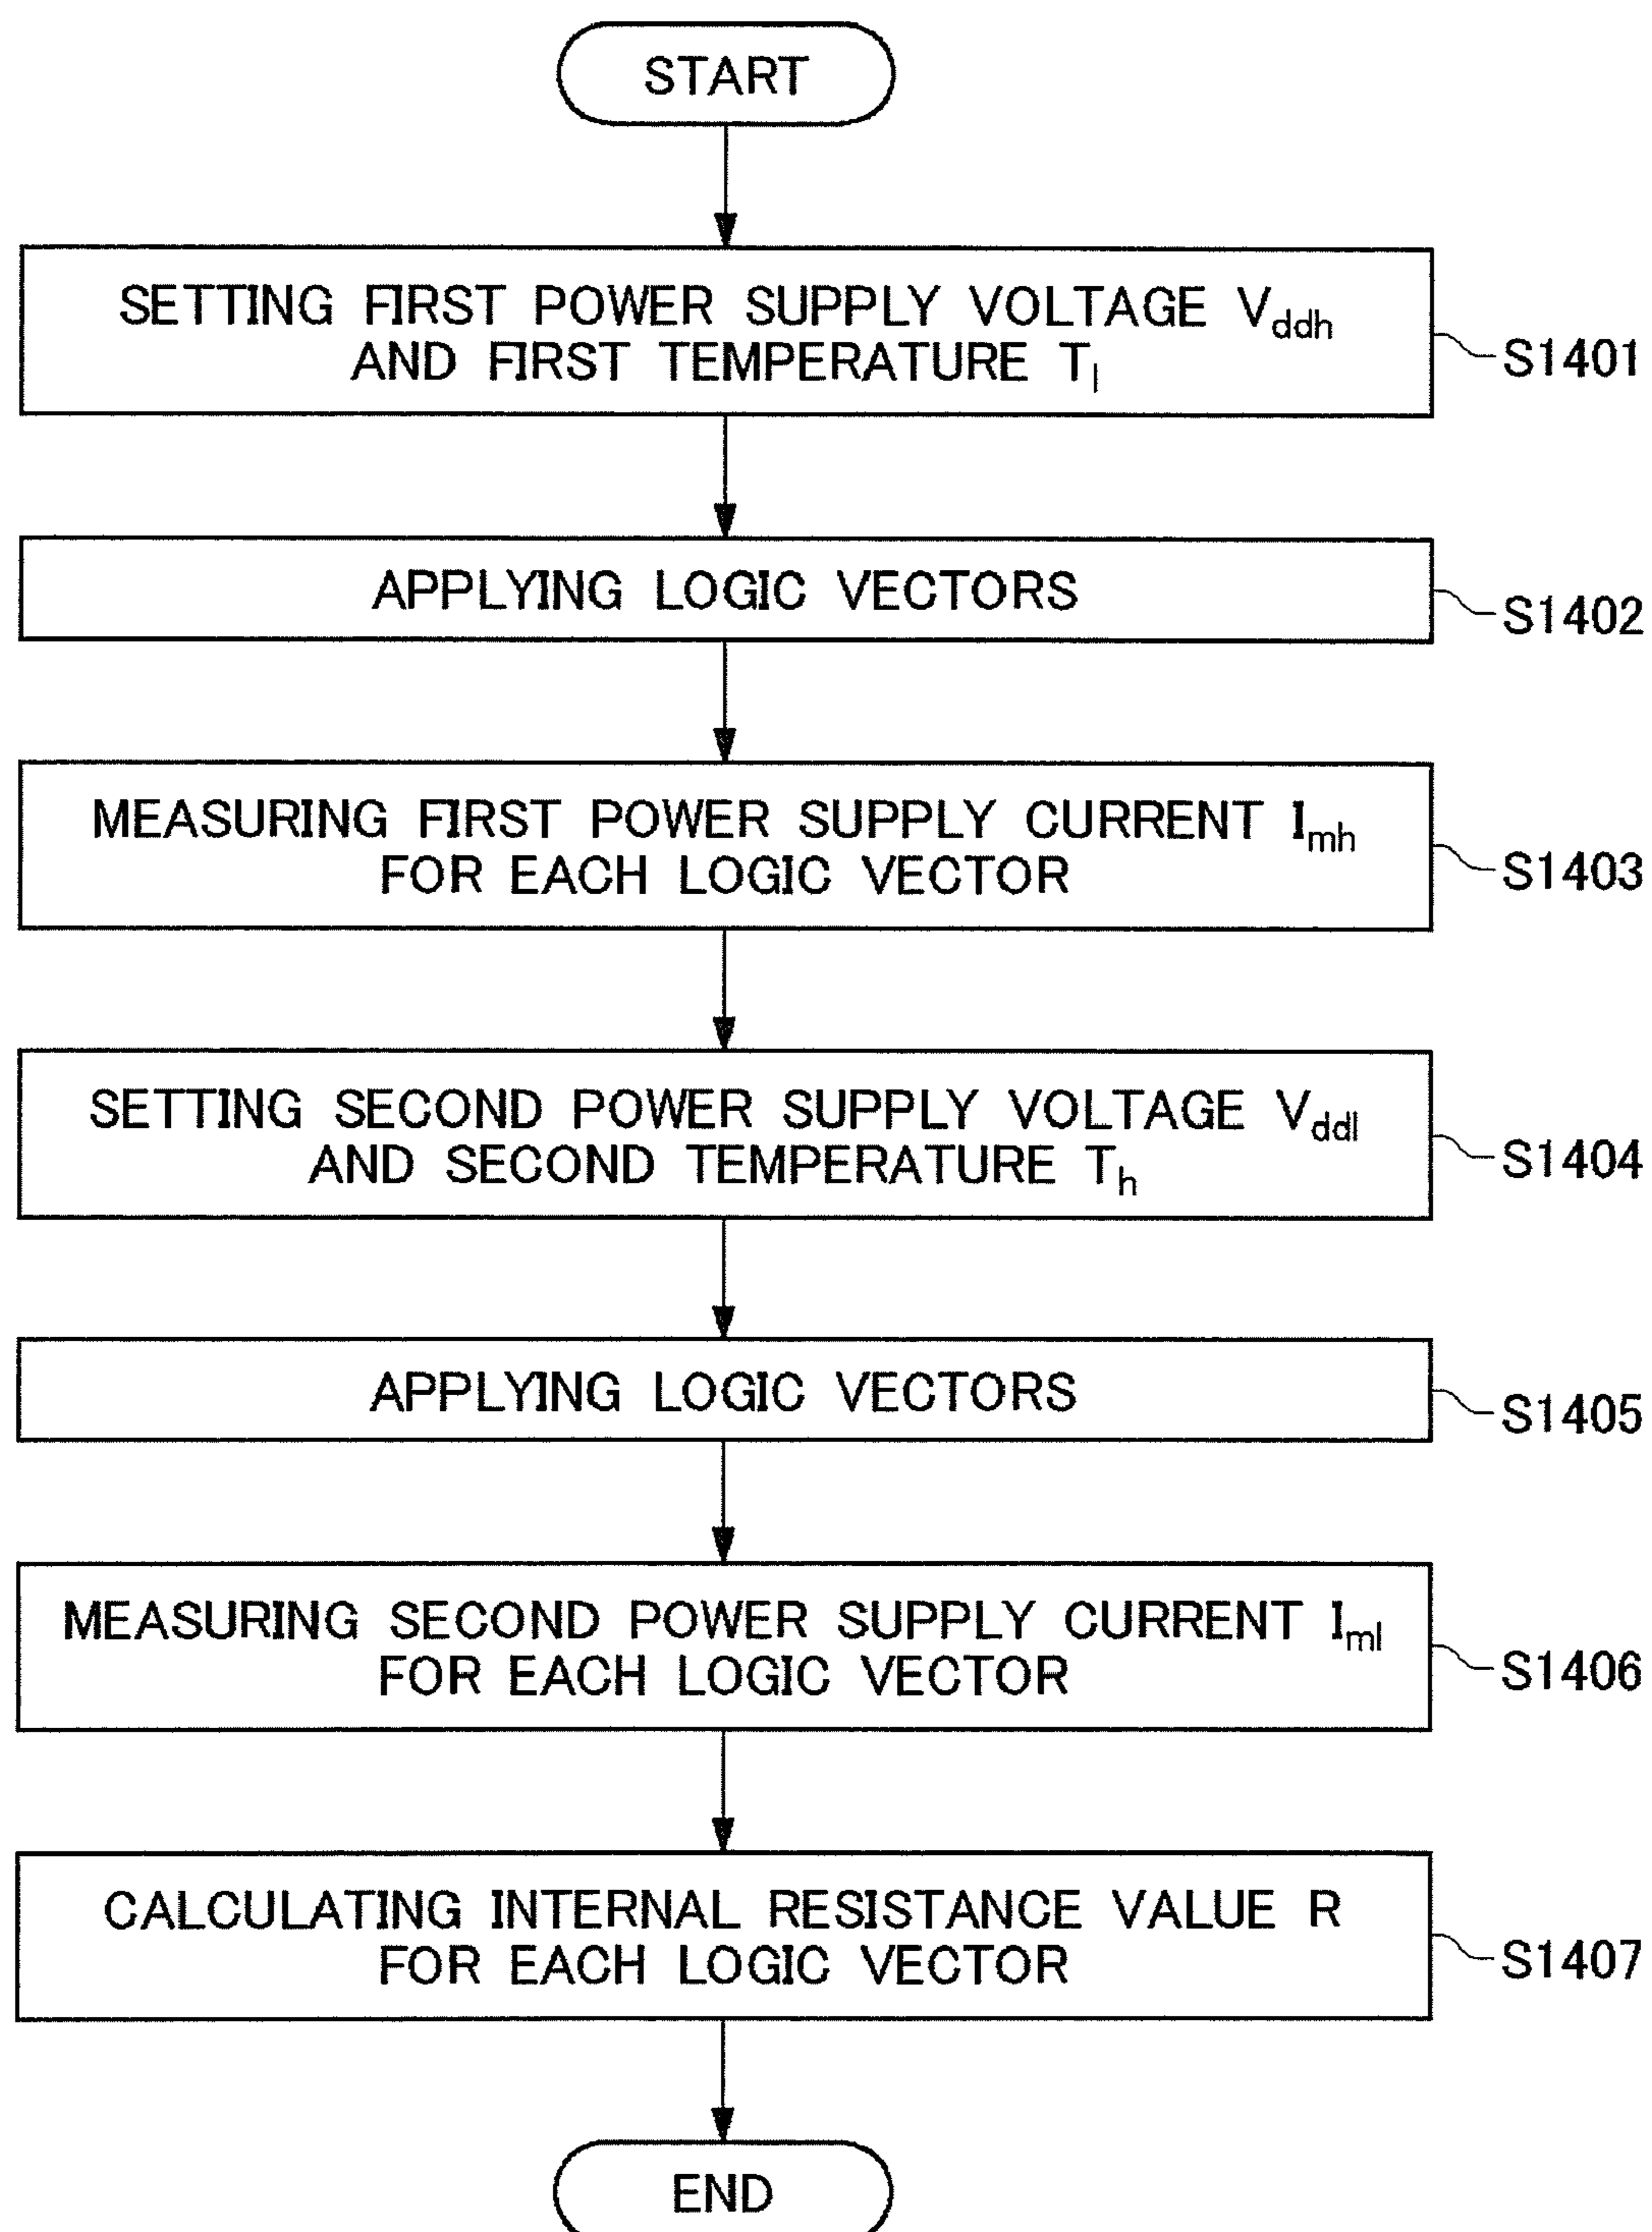 START
SETTING FIRST POWER SUPPLY VOLTAGE Vddh
AND FIRST TEMPERATURE Tl
S1401
APPLYING LOGIC VECTORS
S1402
MEASURING FIRST POWER SUPPLY CURRENT Imh
FOR EACH LOGIC VECTOR
S1403
SETTING SECOND POWER SUPPLY VOLTAGE Vddl
AND SECOND TEMPERATURE Th
S1404
APPLYING LOGIC VECTORS
S1405
MEASURING SECOND POWER SUPPLY CURRENT Iml
FOR EACH LOGIC VECTOR
S1406
CALCULATING INTERNAL RESISTANCE VALUE R
FOR EACH LOGIC VECTOR
S1407
END